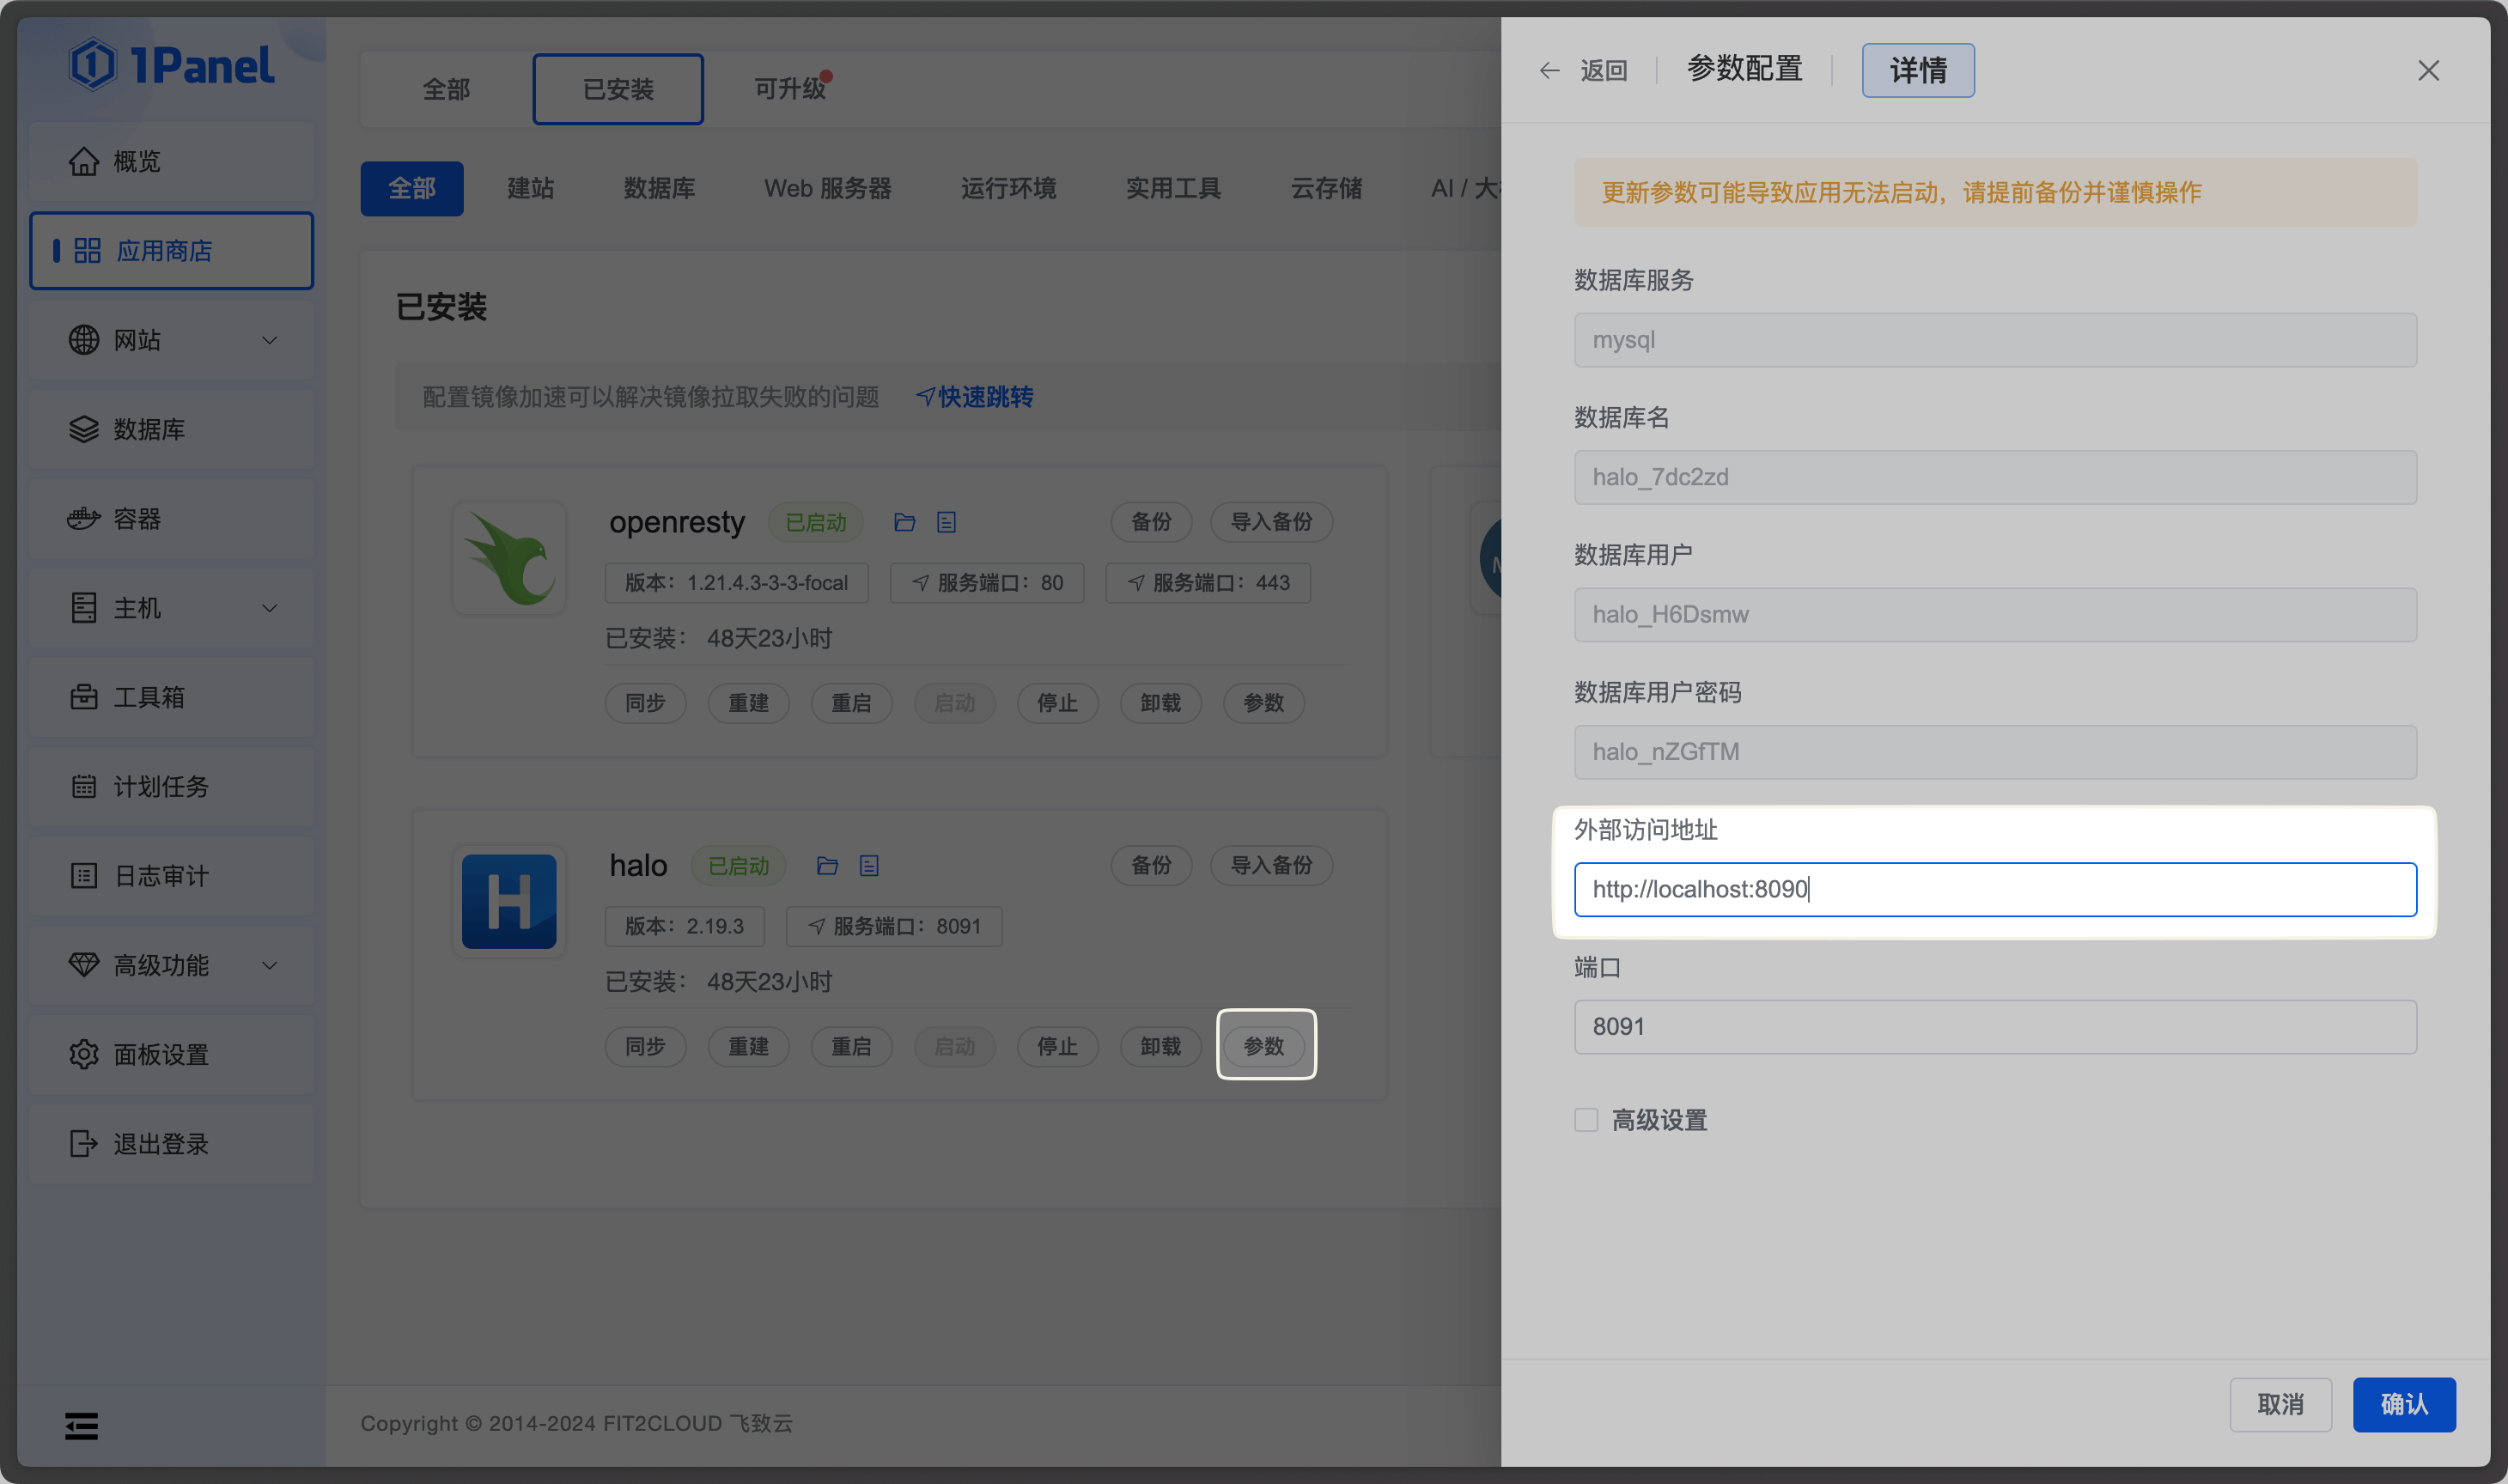 1Panel
概览
应用商店
网站
数据库
容器
主机
工具箱
计划任务
日志审计
高级功能
面板设置
退出登录
全部
已安装
可升级
全部
建站
数据库
Web 服务器
运行环境
实用工具
云存储
AI / 大
已安装
配置镜像加速可以解决镜像拉取失败的问题 快速跳转
openresty 已启动 备份 导入备份
版本：1.21.4.3-3-3-focal 服务端口：80 服务端口：443
已安装： 48天23小时
同步 重建 重启 启动 停止 卸载 参数
H
halo 已启动 备份 导入备份
版本：2.19.3 服务端口：8091
已安装： 48天23小时
同步 重建 重启 启动 停止 卸载 参数
Copyright © 2014-2024 FIT2CLOUD 飞致云
返回 参数配置 详情
更新参数可能导致应用无法启动，请提前备份并谨慎操作
数据库服务
mysql
数据库名
halo_7dc2zd
数据库用户
halo_H6Dsmw
数据库用户密码
halo_nZGfTM
外部访问地址
http://localhost:8090
端口
8091
高级设置
取消 确认